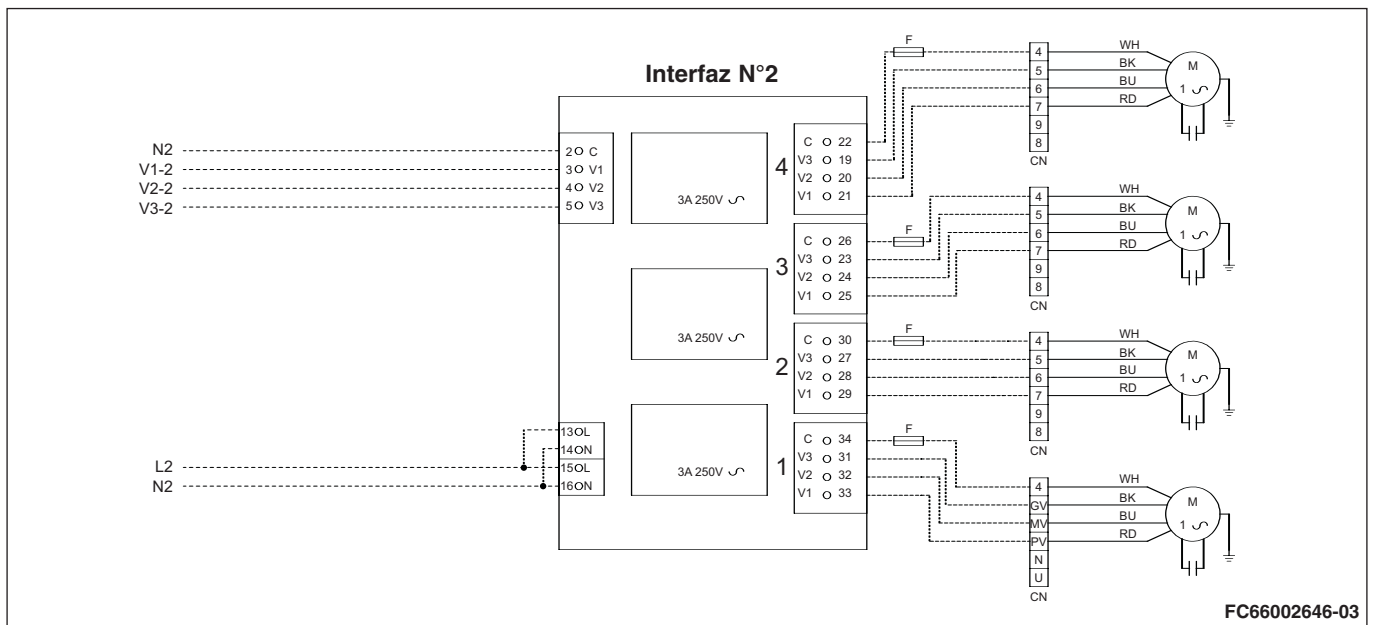 Interfaz N°2
N2
V1-2
V2-2
V3-2
2 C
3 V1
4 V2
5 V3
L2
N2
13 L
14 N
15 L
16 N
3A 250V
3A 250V
3A 250V
4
C 22
V3 19
V2 20
V1 21
3
C 26
V3 23
V2 24
V1 25
2
C 30
V3 27
V2 28
V1 29
1
C 34
V3 31
V2 32
V1 33
F
4
5
6
7
9
8
CN
WH
BK
BU
RD
M
1
F
4
5
6
7
9
8
CN
WH
BK
BU
RD
M
1
F
4
5
6
7
9
8
CN
WH
BK
BU
RD
M
1
F
4
GV
MV
PV
N
U
CN
WH
BK
BU
RD
M
1
FC66002646-03